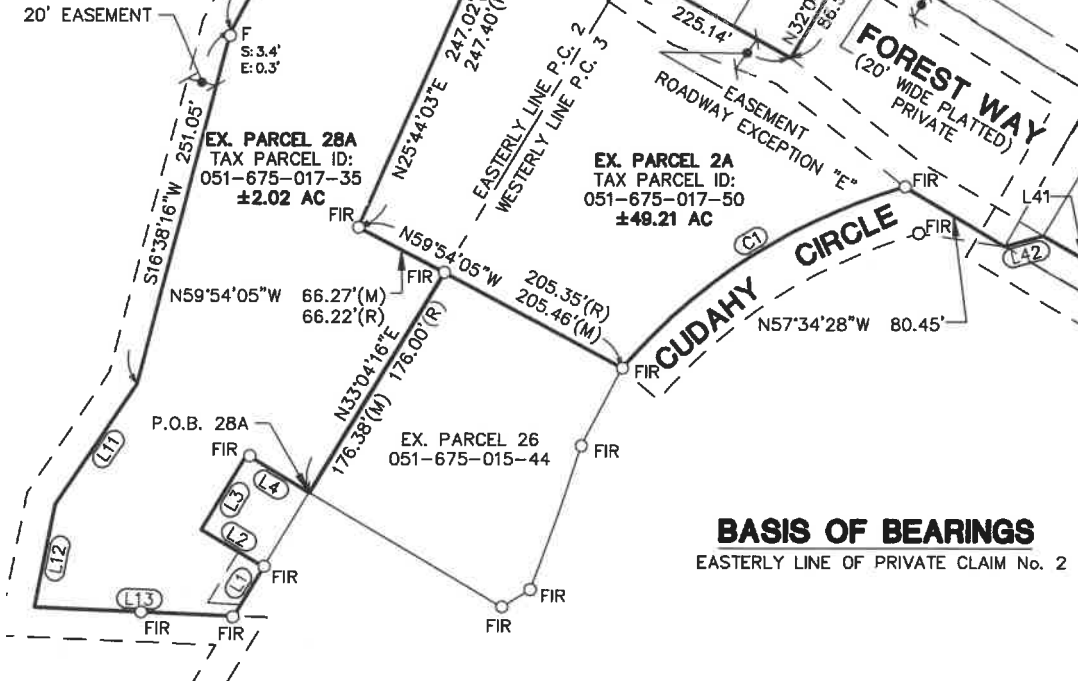 20' EASEMENT
F
S: 3.4'
E: 0.3'
S16°38'16"W 251.05'
EX. PARCEL 28A
TAX PARCEL ID:
051-675-017-35
±2.02 AC
N25°44'03"E
247.02'
247.40'
EASTERLY LINE P.C. 2
WESTERLY LINE P.C. 3
225.14'
EASEMENT
ROADWAY EXCEPTION "E"
FOREST WAY
(20' WIDE PLATTED)
PRIVATE
EX. PARCEL 2A
TAX PARCEL ID:
051-675-017-50
±49.21 AC
FIR
FIR
L41
L42
C1
CUDAHY CIRCLE
N57°34'28"W 80.45'
FIR
N59°54'05"W
FIR
205.35'(R)
205.46'(M)
N59°54'05"W 66.27'(M)
66.22'(R)
FIR
N33°04'16"E
176.38'(M) 176.00'(R)
P.O.B. 28A
FIR
EX. PARCEL 26
051-675-015-44
L11
L4
L3
L2
L12
L1
FIR
L13
FIR
FIR
FIR
FIR
BASIS OF BEARINGS
EASTERLY LINE OF PRIVATE CLAIM No. 2